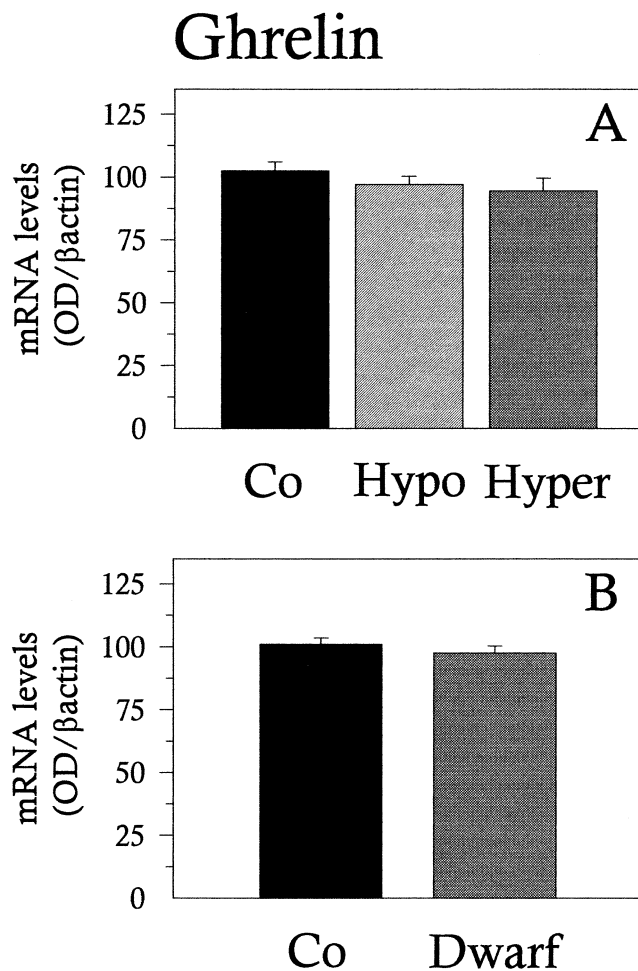 Ghrelin
A
mRNA levels
(OD/βactin)
125
100
75
50
25
0
Co Hypo Hyper
B
mRNA levels
(OD/βactin)
125
100
75
50
25
0
Co Dwarf